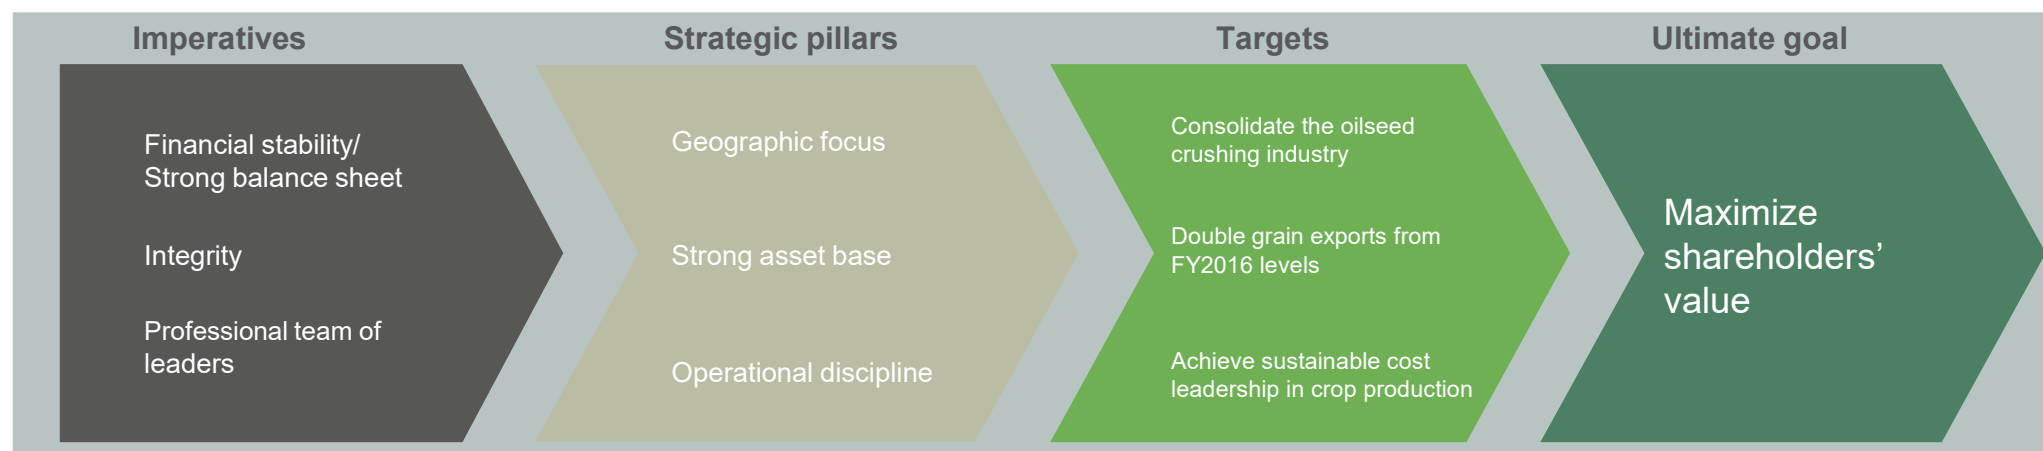 Imperatives
Financial stability/
Strong balance sheet
Integrity
Professional team of
leaders
Strategic pillars
Geographic focus
Strong asset base
Operational discipline
Targets
Consolidate the oilseed
crushing industry
Double grain exports from
FY2016 levels
Achieve sustainable cost
leadership in crop production
Ultimate goal
Maximize
shareholders’
value